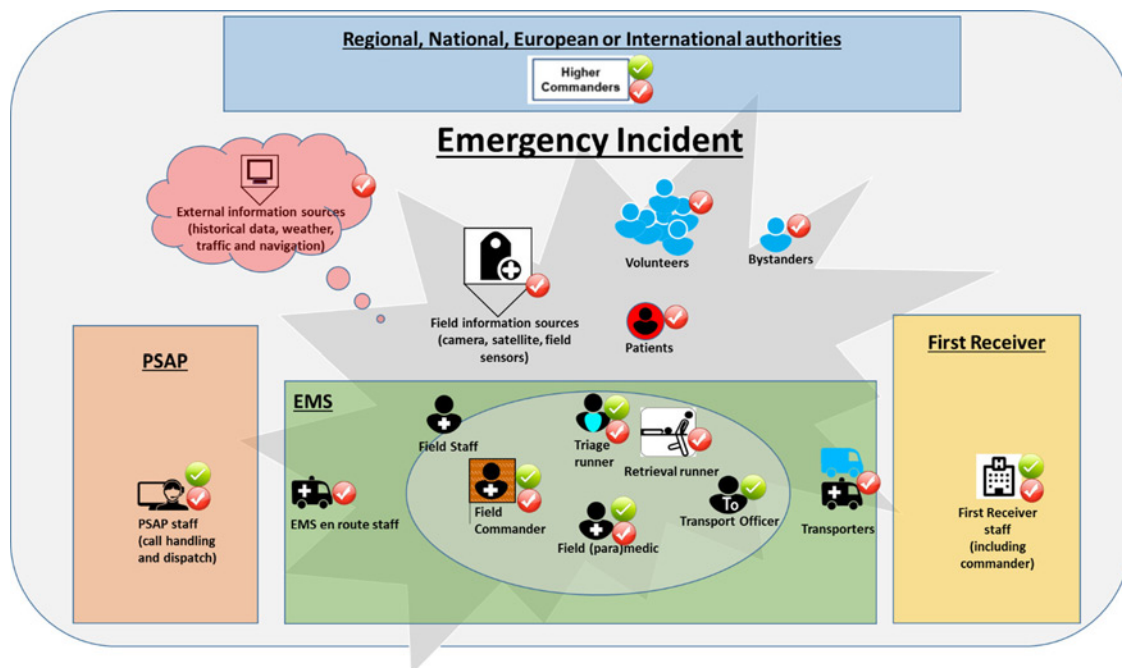 Regional, National, European or International authorities
Higher
Commanders
Emergency Incident
External information sources
(historical data, weather,
traffic and navigation)
Volunteers
Bystanders
Field information sources
(camera, satellite, field
sensors)
Patients
PSAP
First Receiver
EMS
Field Staff
Triage
runner
Retrieval runner
PSAP staff
(call handling
and dispatch)
EMS en route staff
Field
Commander
Field (para)medic
To
Transport Officer
Transporters
H
First Receiver
staff
(including
commander)